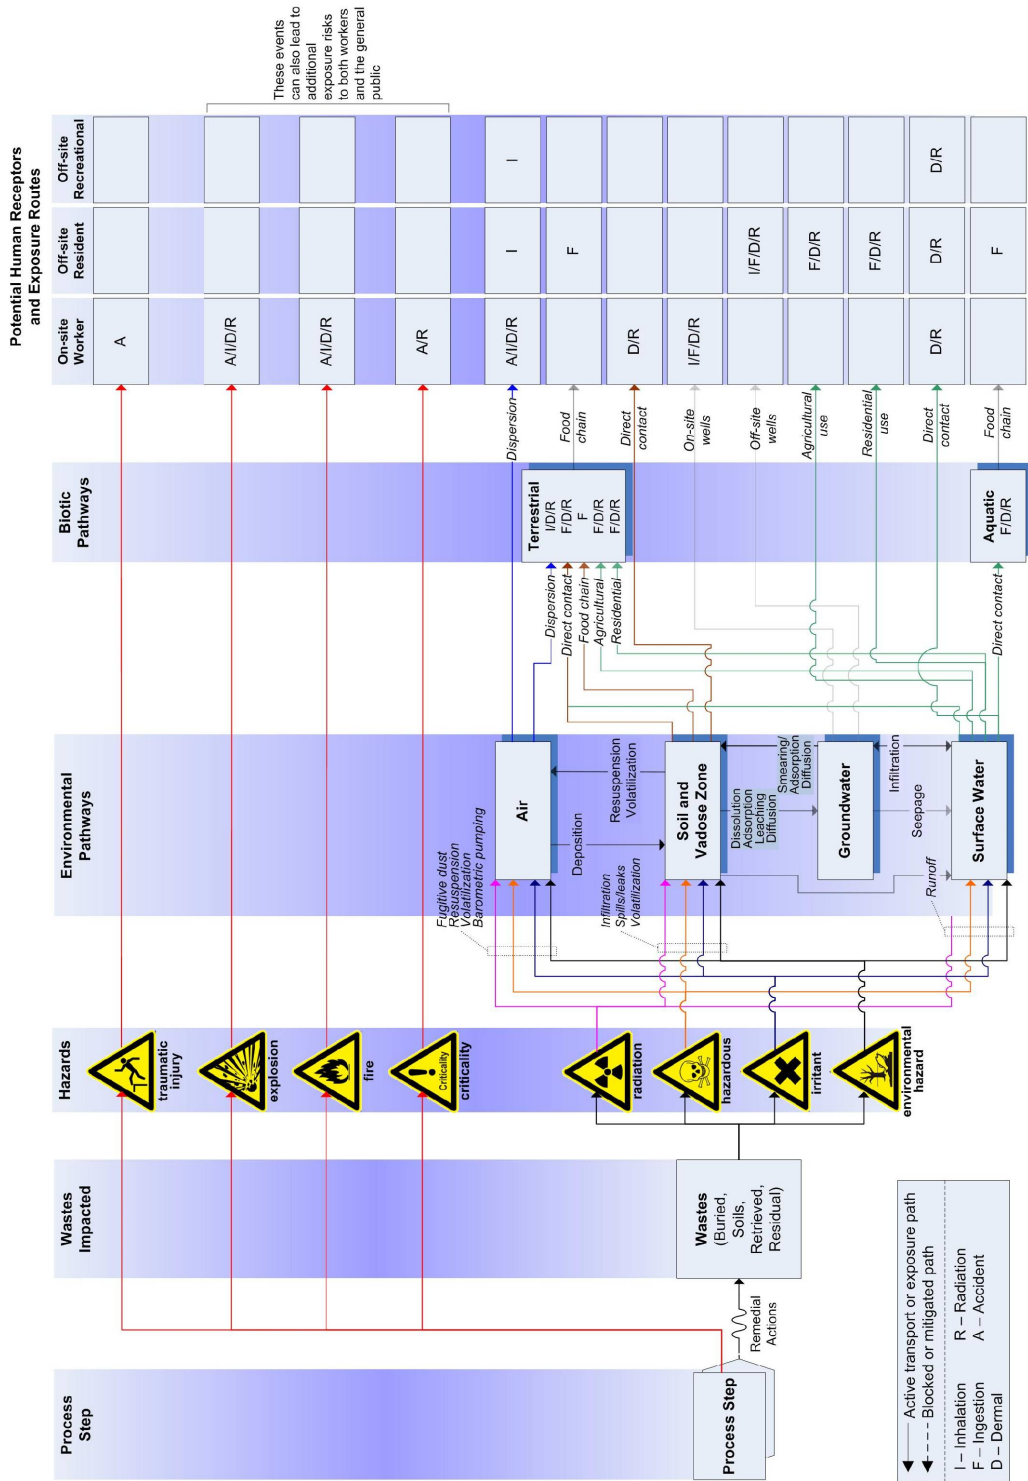 Potential Human Receptors
and Exposure Routes
Process
Step
Wastes
Impacted
Hazards
Environmental
Pathways
Biotic
Pathways
On-site
Worker
Off-site
Resident
Off-site
Recreational
These events
can also lead to
additional
exposure risks
to both workers
and the general
public
traumatic
injury
A
explosion
A/I/D/R
fire
A/I/D/R
Criticality
criticality
A/R
Fugitive dust
Resuspension
Volatilization
Barometric pumping
Air
Dispersion
A/I/D/R
I
I
Deposition
Resuspension
Volatilization
Dispersion
Direct contact
Food chain
Agricultural
Residential
Terrestrial
I/D/R
F/D/R
F
F/D/R
F/D/R
Food
chain
F
radiation
Infiltration
Spills/leaks
Volatilization
Soil and
Vadose Zone
Direct
contact
D/R
Process Step
Remedial
Actions
Wastes
(Buried,
Soils,
Retrieved,
Residual)
hazardous
Dissolution
Adsorption
Leaching
Diffusion
Smearing/
Adsorption
Diffusion
On-site
wells
I/F/D/R
Off-site
wells
I/F/D/R
irritant
Groundwater
Agricultural
use
F/D/R
Seepage
Infiltration
Residential
use
F/D/R
environmental
hazard
Runoff
Surface Water
Direct
contact
D/R
D/R
D/R
Direct contact
Aquatic
F/D/R
Food
chain
F
Active transport or exposure path
Blocked or mitigated path
I – Inhalation R – Radiation
F – Ingestion A – Accident
D – Dermal